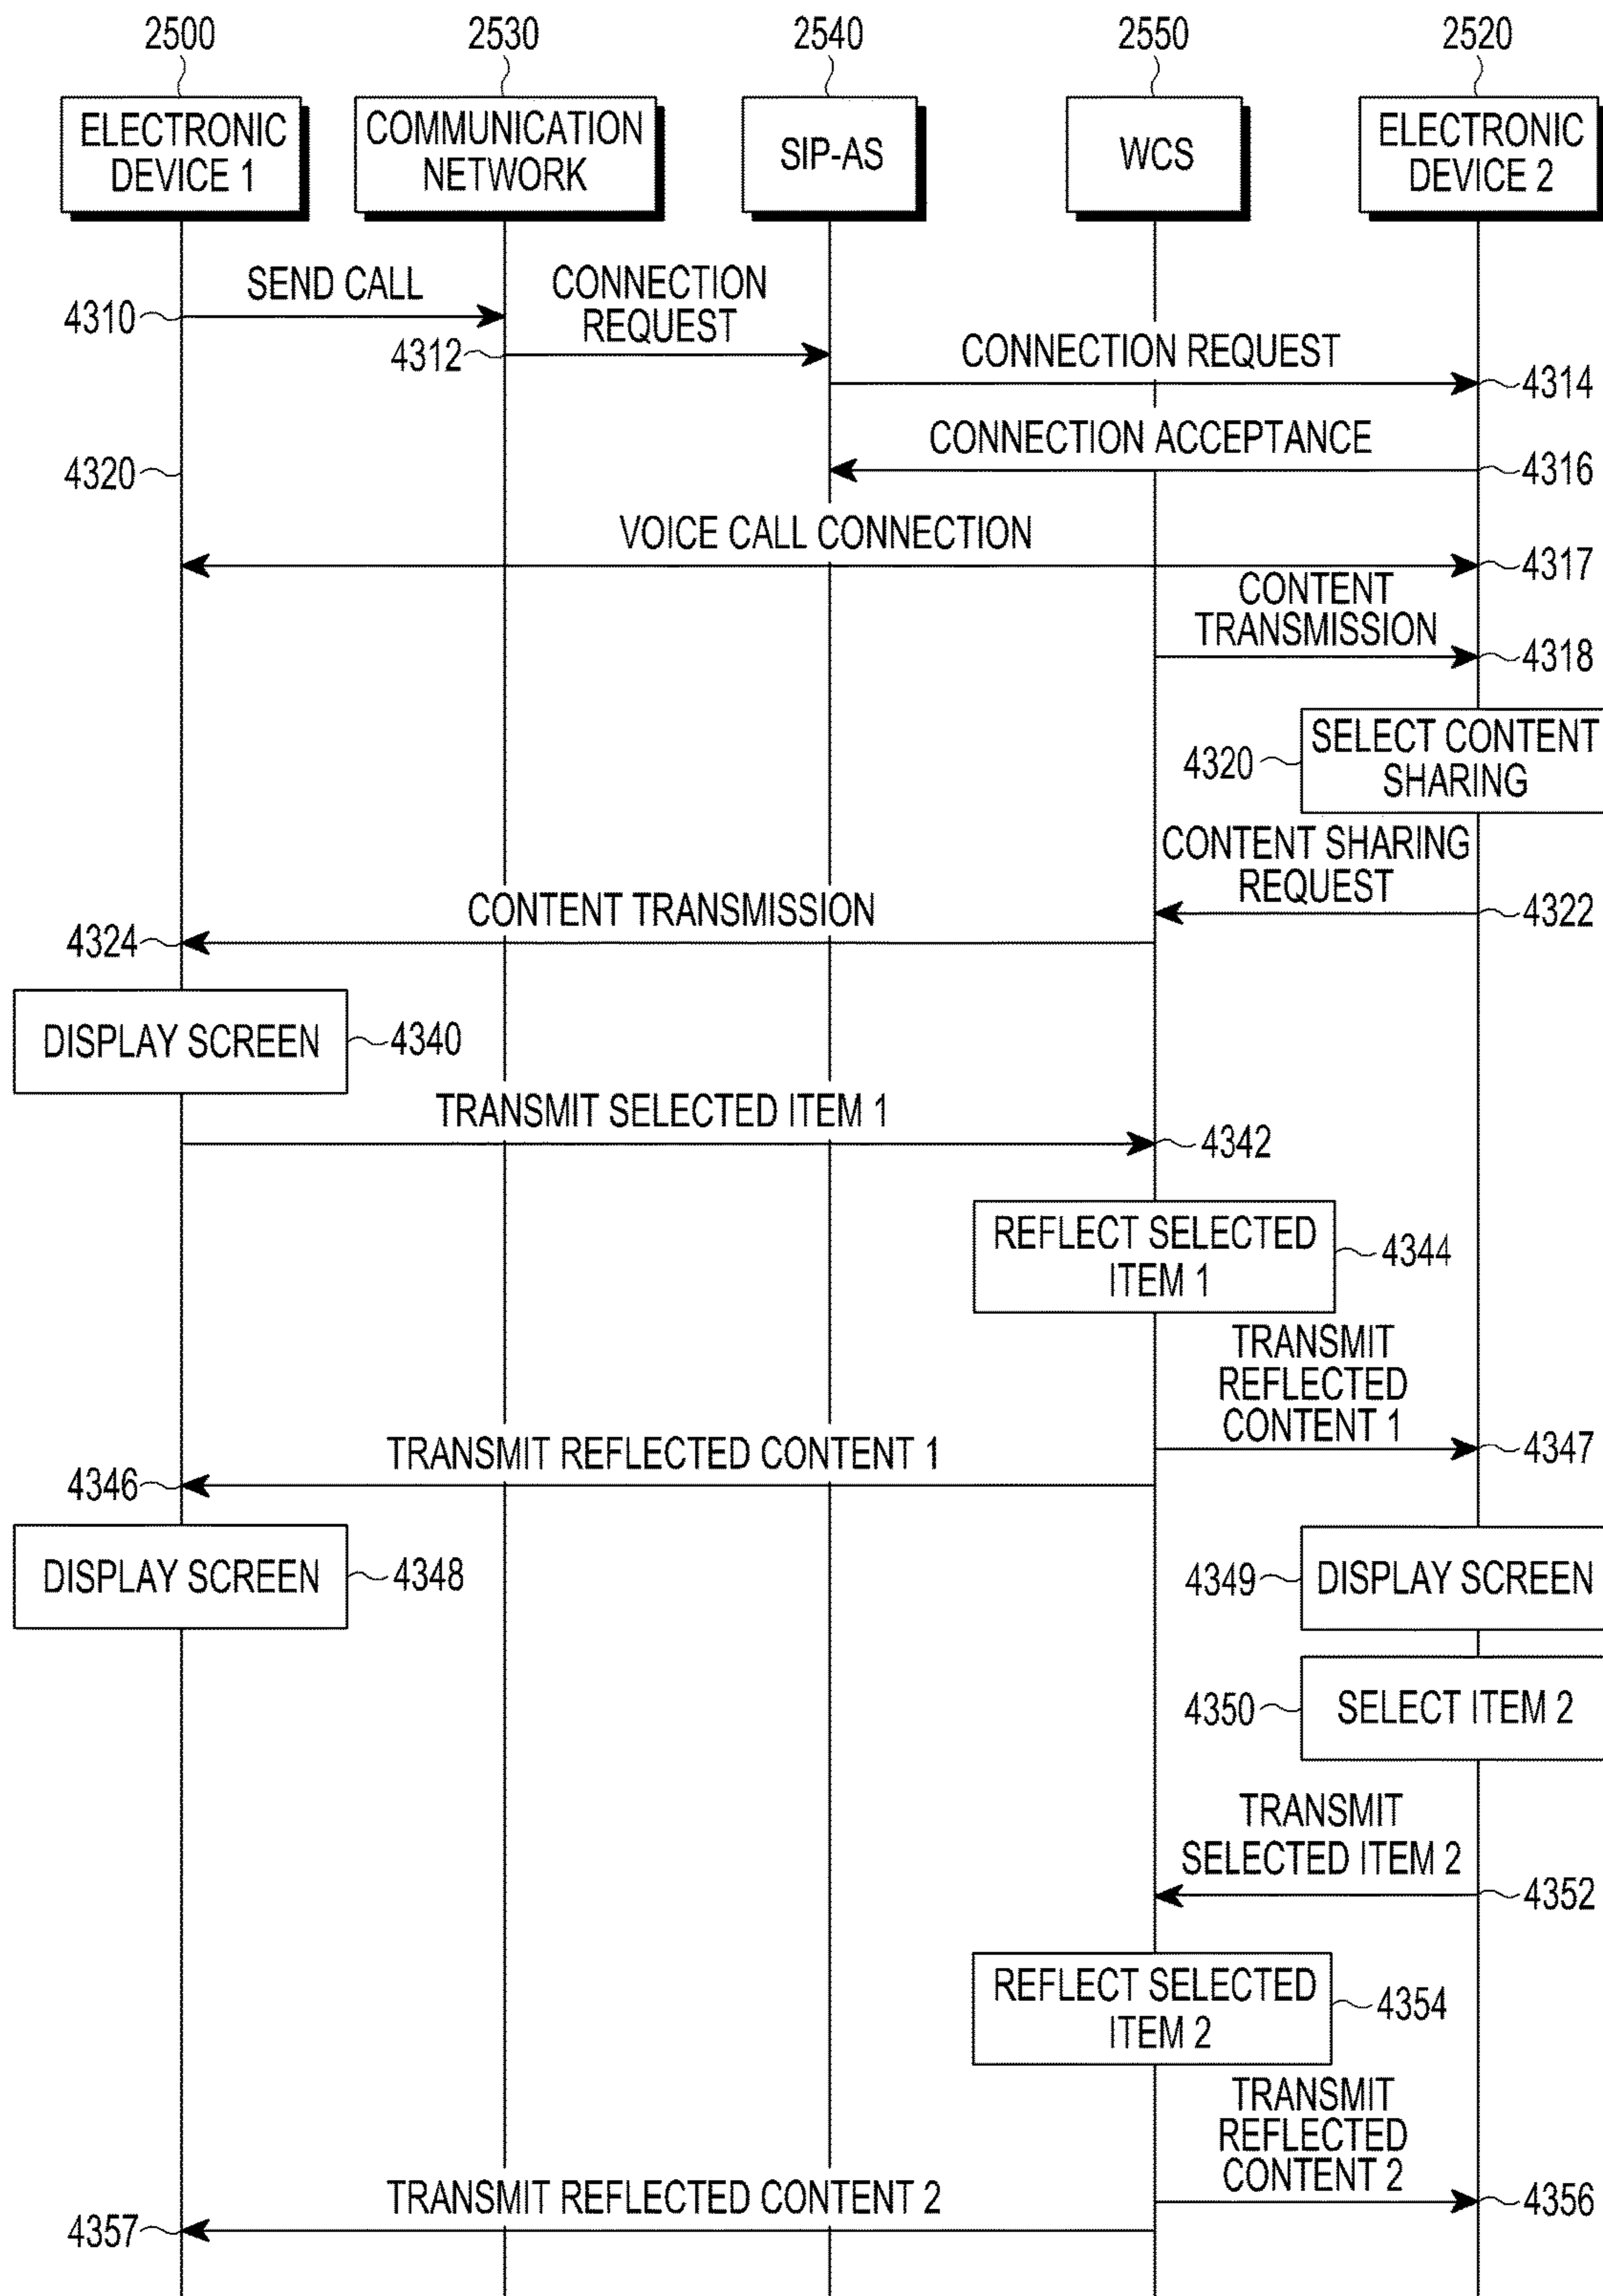 2500 2530 2540 2550 2520
ELECTRONIC
DEVICE 1
COMMUNICATION
NETWORK
SIP-AS
WCS
ELECTRONIC
DEVICE 2
SEND CALL
4310
CONNECTION
REQUEST
4312
CONNECTION REQUEST
4314
CONNECTION ACCEPTANCE
4316
4320
VOICE CALL CONNECTION
4317
CONTENT
TRANSMISSION
4318
4320
SELECT CONTENT
SHARING
CONTENT SHARING
REQUEST
4322
CONTENT TRANSMISSION
4324
DISPLAY SCREEN
4340
TRANSMIT SELECTED ITEM 1
4342
REFLECT SELECTED
ITEM 1
4344
TRANSMIT
REFLECTED
CONTENT 1
4347
TRANSMIT REFLECTED CONTENT 1
4346
DISPLAY SCREEN
4348
4349
DISPLAY SCREEN
4350
SELECT ITEM 2
TRANSMIT
SELECTED ITEM 2
4352
REFLECT SELECTED
ITEM 2
4354
TRANSMIT
REFLECTED
CONTENT 2
4356
TRANSMIT REFLECTED CONTENT 2
4357